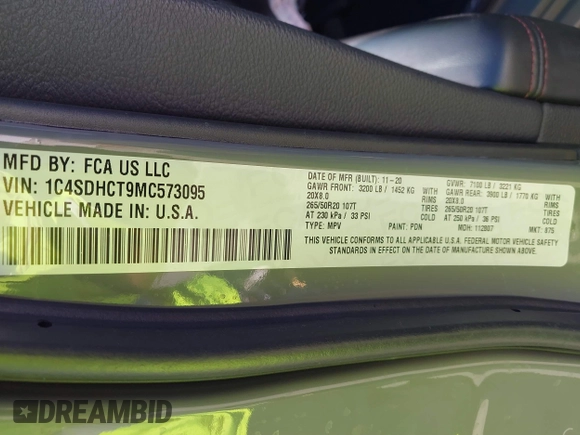 MFD BY: FCA US LLC
VIN: 1C4SDHCT9MC573095
VEHICLE MADE IN: U.S.A.
DATE OF MFR (BUILT): 11-20
GVWR: 7100 LB / 3221 KG
GAWR FRONT: 3200 LB / 1452 KG
GAWR REAR: 3900 LB / 1770 KG
20X8.0
20X8.0
265/50R20 107T TIRES
265/50R20 107T TIRES
AT 230 kPa / 33 PSI COLD
AT 250 kPa / 36 PSI COLD
TYPE: MPV
PAINT: PDN
MDH: 112807
MKT: 875
THIS VEHICLE CONFORMS TO ALL APPLICABLE U.S.A. FEDERAL MOTOR VEHICLE SAFETY
STANDARDS IN EFFECT ON THE DATE OF MANUFACTURE SHOWN ABOVE.
DREAMBID